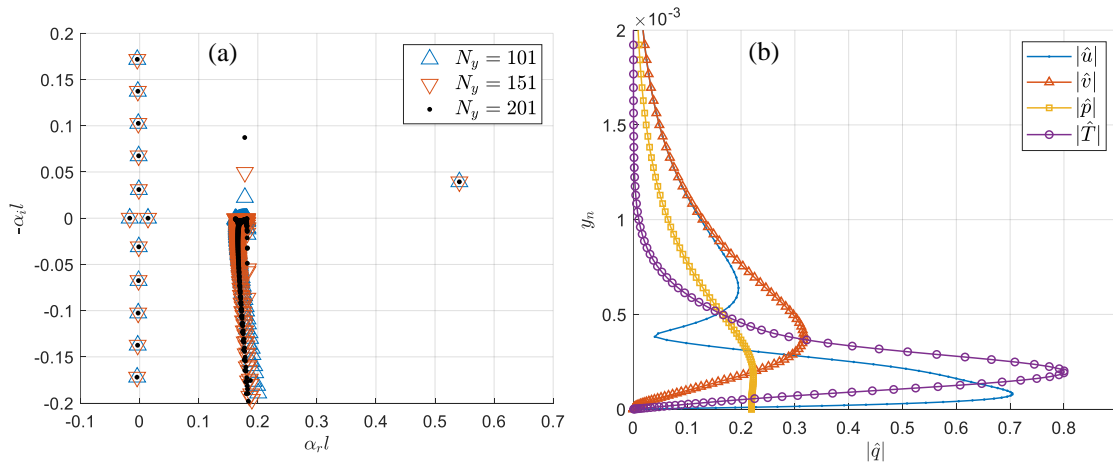 (a)
0.2
0.15
0.1
0.05
0
-0.05
-0.1
-0.15
-0.2
-0.1 0 0.1 0.2 0.3 0.4 0.5 0.6 0.7
-α_i l
α_r l
N_y = 101
N_y = 151
N_y = 201
(b)
×10⁻³
2
1.5
1
0.5
0
0 0.1 0.2 0.3 0.4 0.5 0.6 0.7 0.8
y_n
|q̂|
|û|
|v̂|
|p̂|
|T̂|